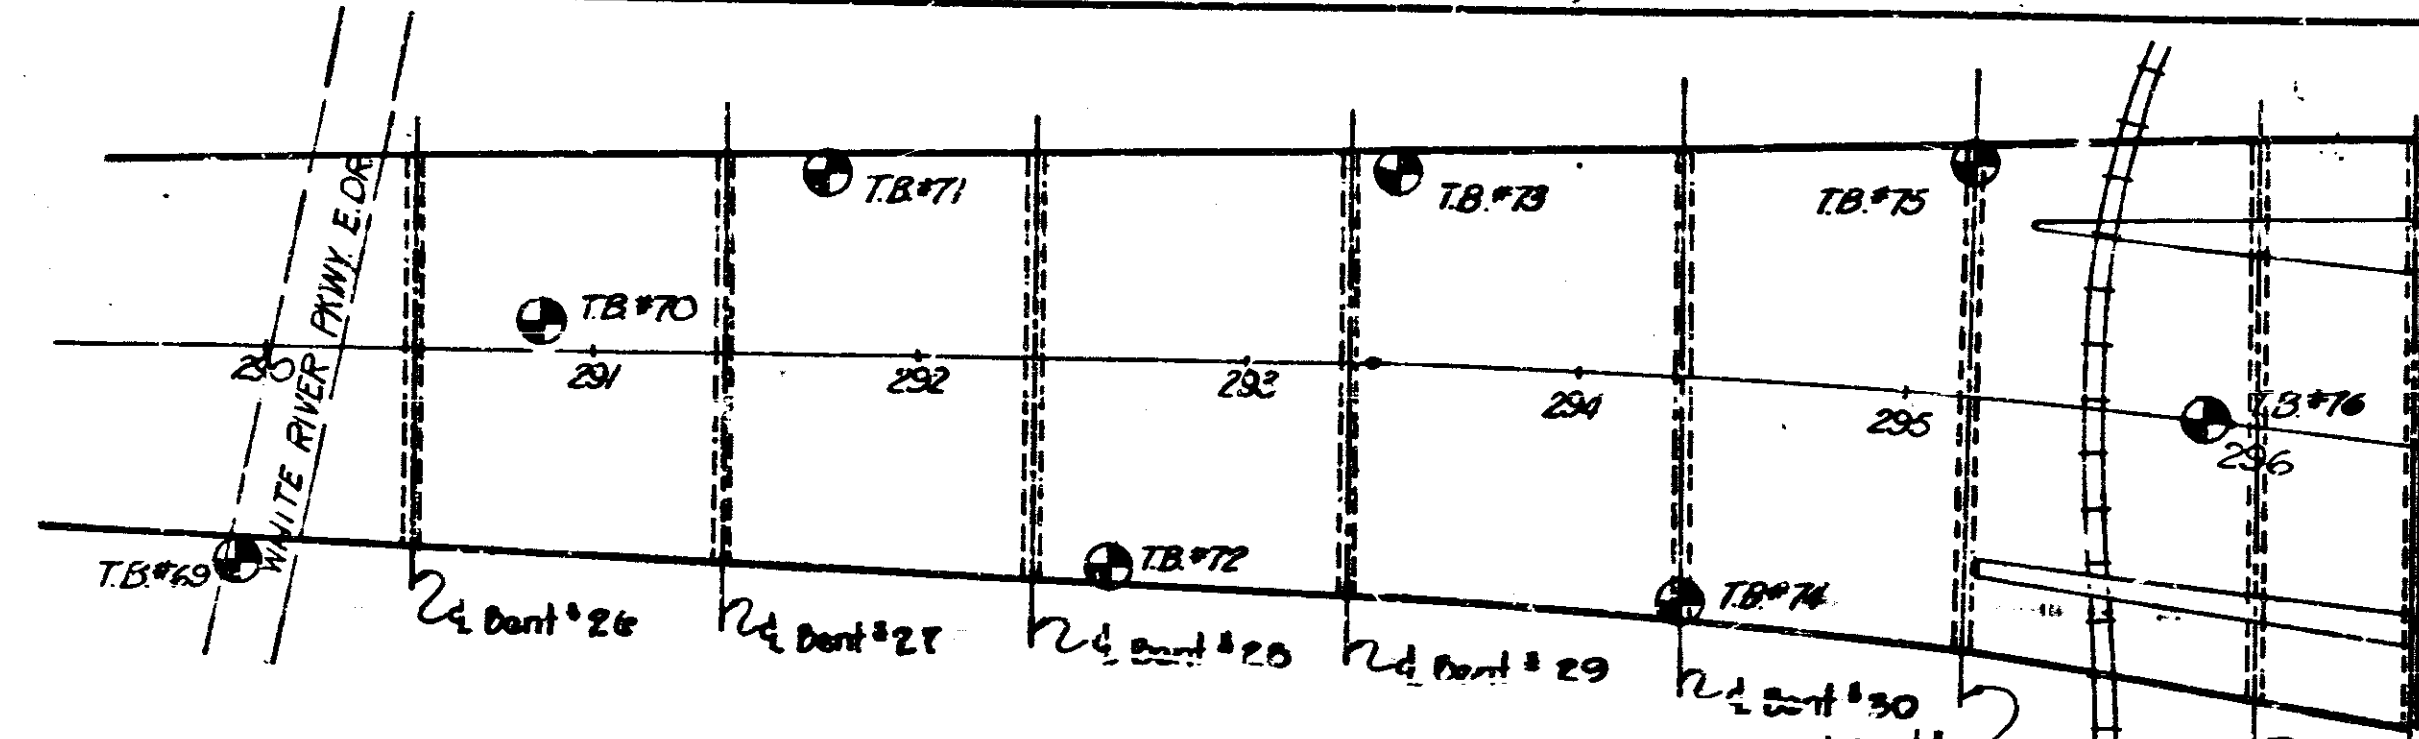 T.B.#71
T.B.#73
T.B.#75
WHITE RIVER PKWY. E. DR.
T.B.#70
295
291
292
293
294
295
T.B.#76
296
T.B.#69
T.B.#72
T.B.#74
℄ Bent #26
℄ Bent #27
℄ Bent #28
℄ Bent #29
℄ Bent #30